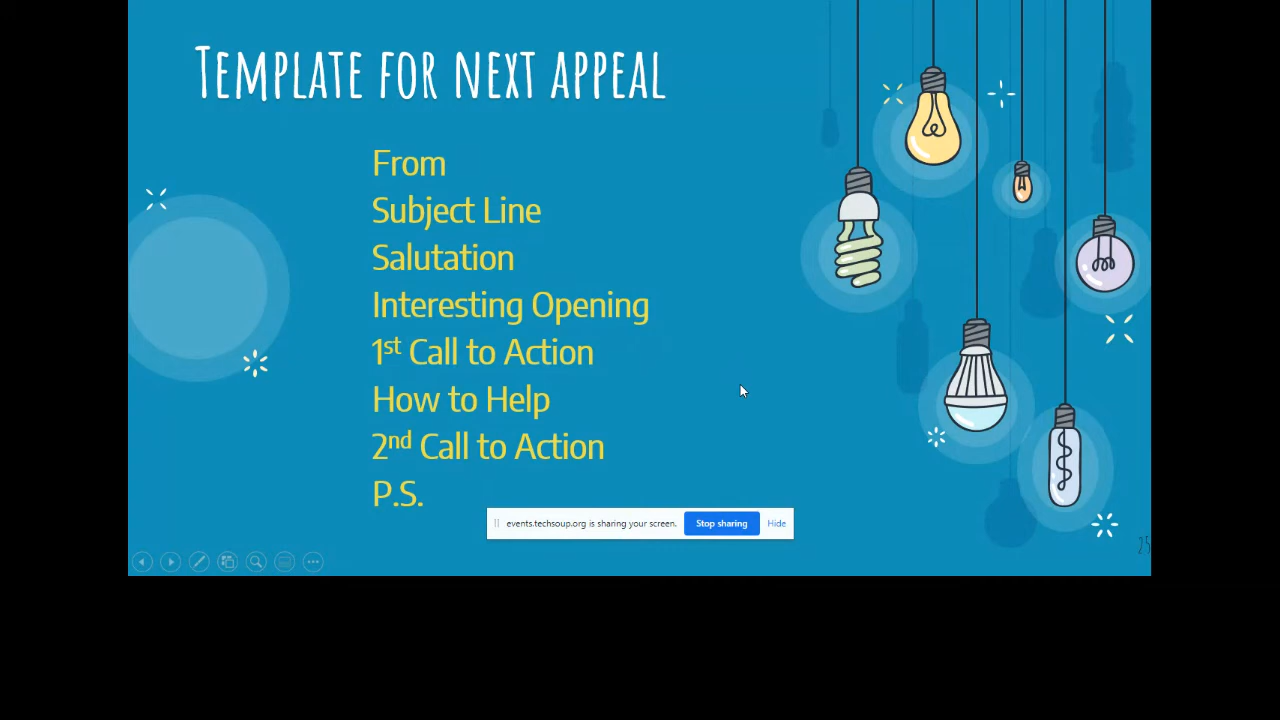 Template for next appeal
From
Subject Line
Salutation
Interesting Opening
1st Call to Action
How to Help
2nd Call to Action
P.S.
events.techsoup.org is sharing your screen. Stop sharing Hide
25